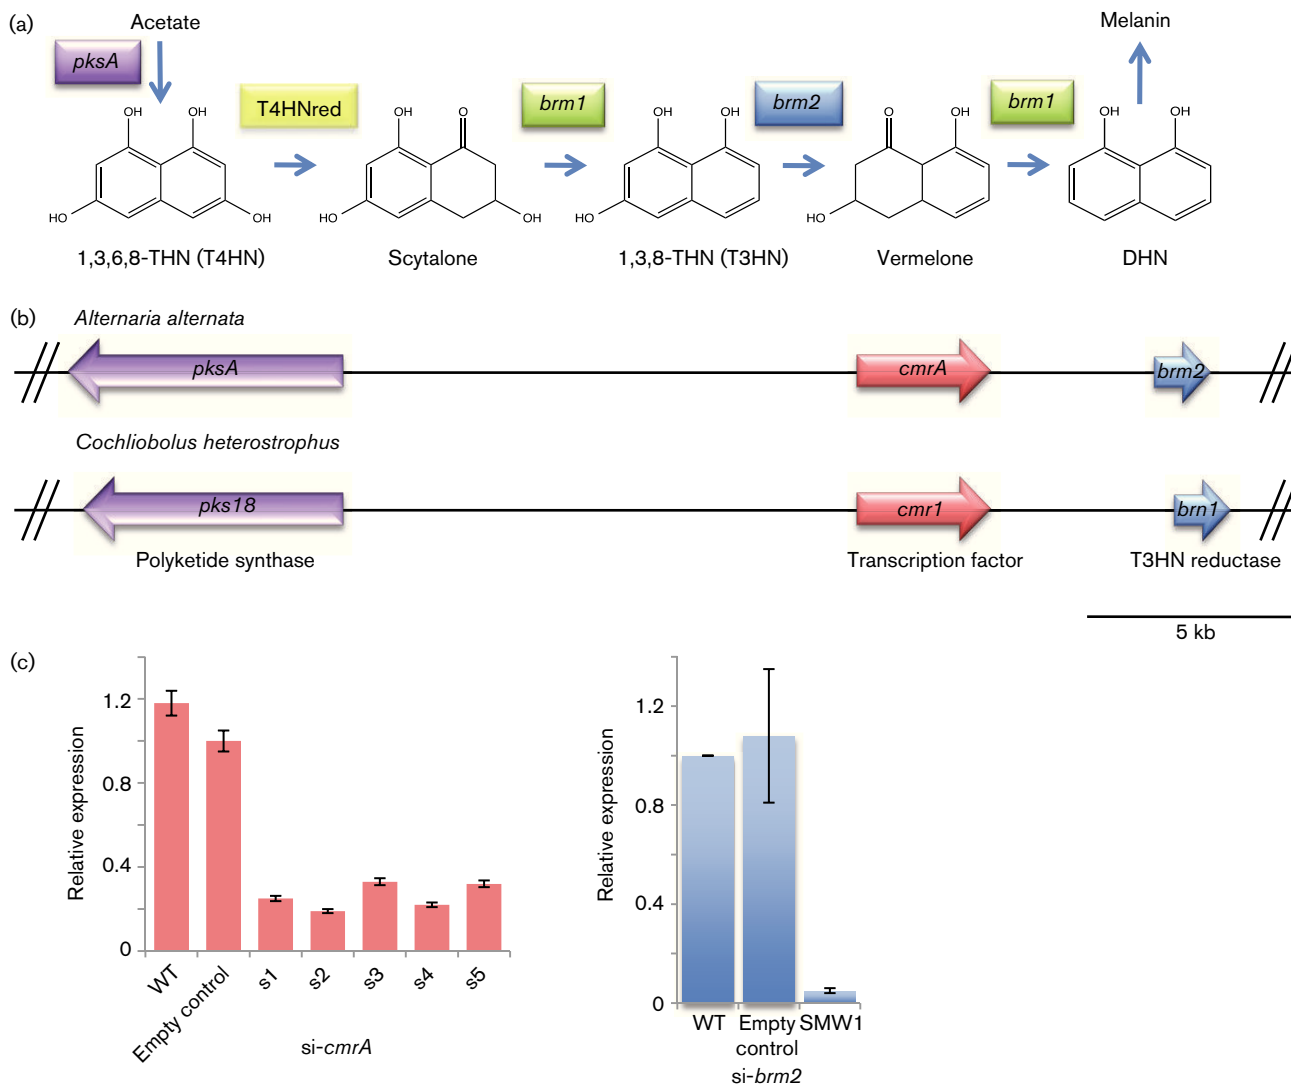 (a)
Acetate
Melanin
pksA
T4HNred
brm1
brm2
brm1
OH OH
HO OH
OH O
HO OH
OH OH
HO
O OH
HO
OH OH
1,3,6,8-THN (T4HN)
Scytalone
1,3,8-THN (T3HN)
Vermelone
DHN
(b)
Alternaria alternata
pksA
cmrA
brm2
Cochliobolus heterostrophus
pks18
cmr1
brn1
Polyketide synthase
Transcription factor
T3HN reductase
5 kb
(c)
Relative expression
1.2
0.8
0.4
0
WT
Empty control
s1
s2
s3
s4
s5
si-cmrA
Relative expression
1.2
0.8
0.4
0
WT
Empty
control
SMW1
si-brm2